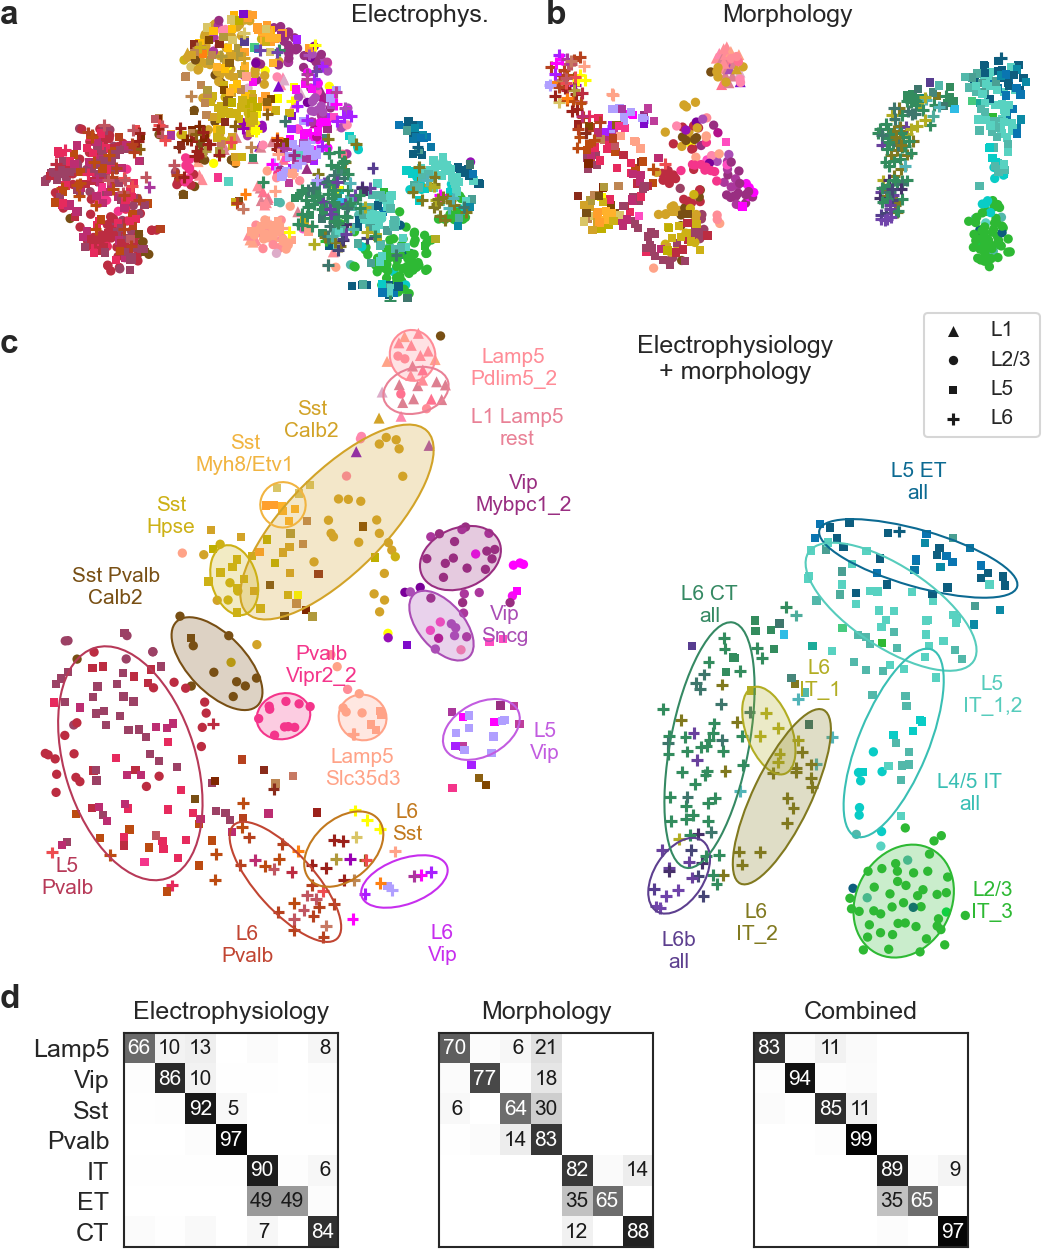 a
Electrophys.
b
Morphology
c
Electrophysiology
+ morphology
L1
L2/3
L5
L6
Lamp5
Pdlim5_2
L1 Lamp5
rest
Sst
Calb2
Sst
Myh8/Etv1
Sst
Hpse
Vip
Mybpc1_2
Sst Pvalb
Calb2
Vip
Sncg
Pvalb
Vipr2_2
Lamp5
Slc35d3
L5
Vip
L6
Sst
L5
Pvalb
L6
Pvalb
L6
Vip
L5 ET
all
L6 CT
all
L6
IT_1
L5
IT_1,2
L4/5 IT
all
L2/3
IT_3
L6
IT_2
L6b
all
d
Electrophysiology
Morphology
Combined
Lamp5 66 10 13 8 70 6 21 83 11
Vip 86 10 77 18 94
Sst 92 5 6 64 30 85 11
Pvalb 97 14 83 99
IT 90 6 82 14 89 9
ET 49 49 35 65 35 65
CT 7 84 12 88 97